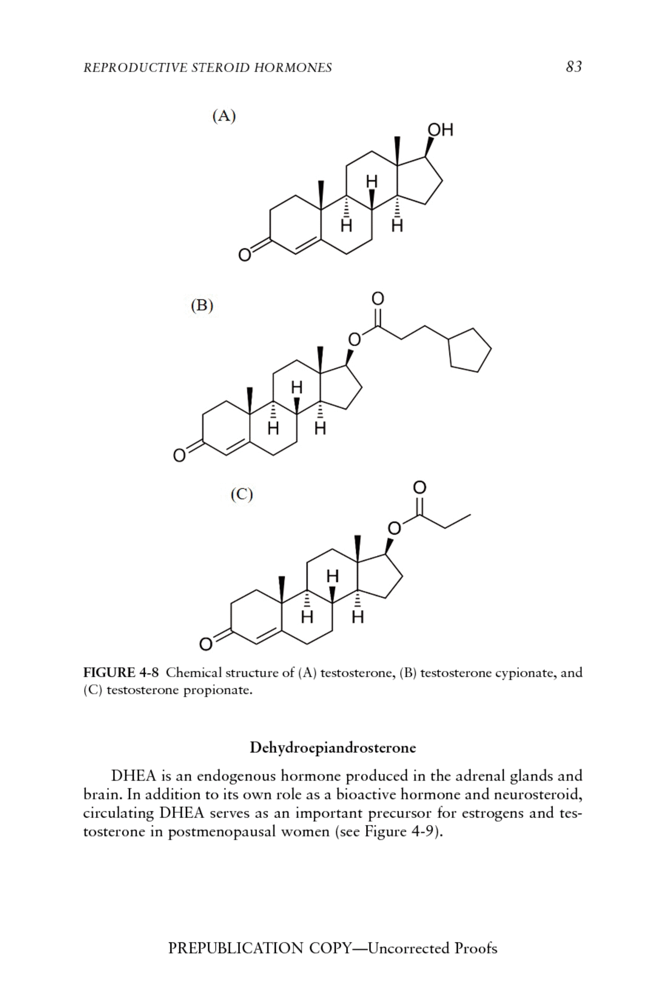 REPRODUCTIVE STEROID HORMONES 83
(A)
OH
H
H H
O
(B)
O
O
H
H H
O
(C)
O
O
H
H H
O
FIGURE 4-8 Chemical structure of (A) testosterone, (B) testosterone cypionate, and
(C) testosterone propionate.
Dehydroepiandrosterone
DHEA is an endogenous hormone produced in the adrenal glands and
brain. In addition to its own role as a bioactive hormone and neurosteroid,
circulating DHEA serves as an important precursor for estrogens and tes-
tosterone in postmenopausal women (see Figure 4-9).
PREPUBLICATION COPY—Uncorrected Proofs